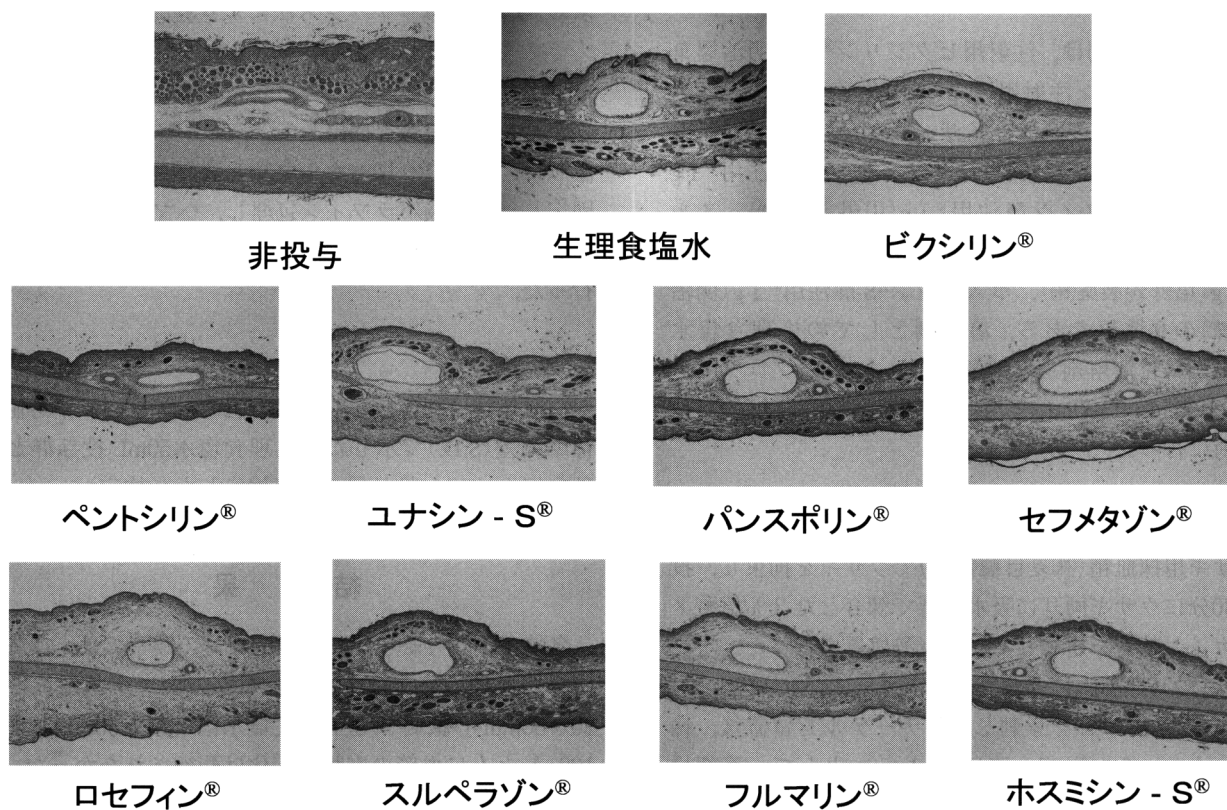 非投与
生理食塩水
ビクシリン®
ペントシリン®
ユナシン - S®
パンスポリン®
セフメタゾン®
ロセフィン®
スルペラゾン®
フルマリン®
ホスミシン - S®